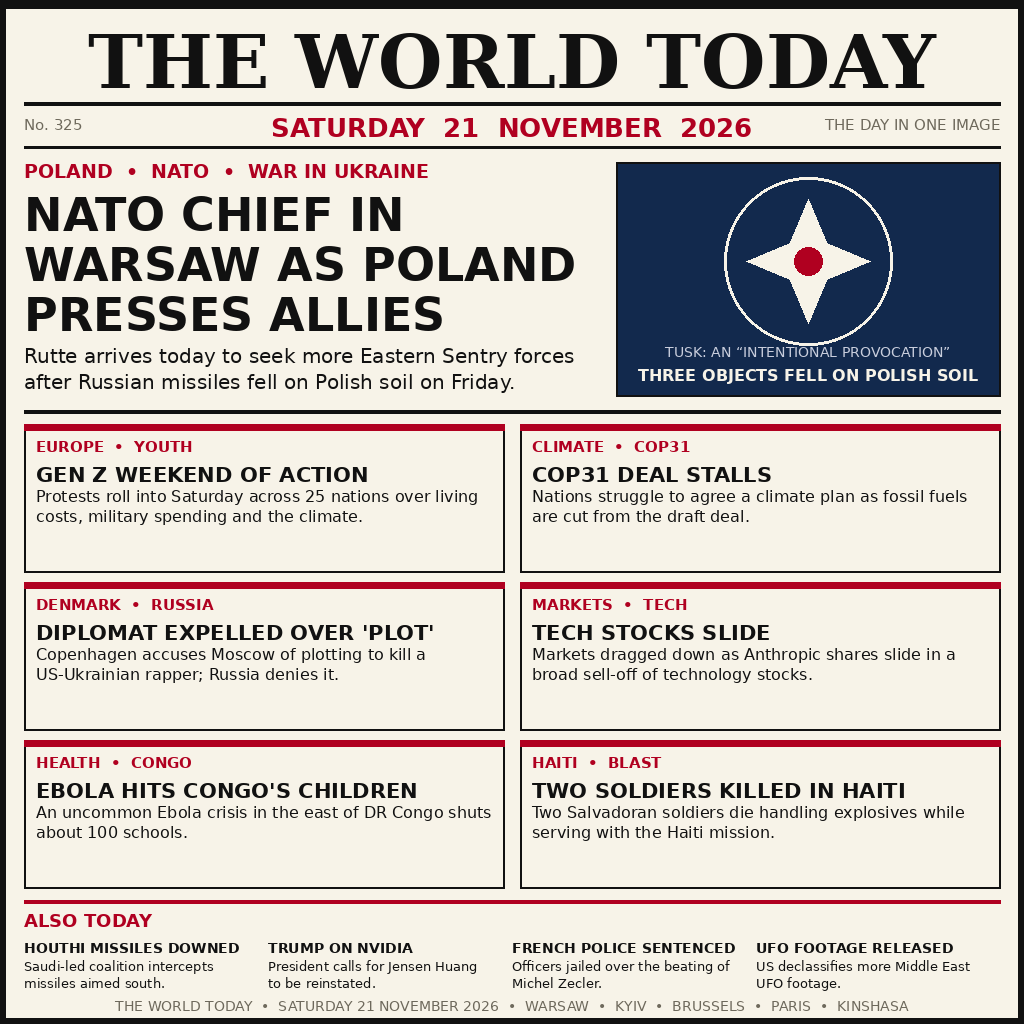 THE WORLD TODAY
No. 325
SATURDAY 21 NOVEMBER 2026
THE DAY IN ONE IMAGE
POLAND • NATO • WAR IN UKRAINE
NATO CHIEF IN
WARSAW AS POLAND
PRESSES ALLIES
Rutte arrives today to seek more Eastern Sentry forces
after Russian missiles fell on Polish soil on Friday.
TUSK: AN “INTENTIONAL PROVOCATION”
THREE OBJECTS FELL ON POLISH SOIL
EUROPE • YOUTH
GEN Z WEEKEND OF ACTION
Protests roll into Saturday across 25 nations over living
costs, military spending and the climate.
CLIMATE • COP31
COP31 DEAL STALLS
Nations struggle to agree a climate plan as fossil fuels
are cut from the draft deal.
DENMARK • RUSSIA
DIPLOMAT EXPELLED OVER 'PLOT'
Copenhagen accuses Moscow of plotting to kill a
US-Ukrainian rapper; Russia denies it.
MARKETS • TECH
TECH STOCKS SLIDE
Markets dragged down as Anthropic shares slide in a
broad sell-off of technology stocks.
HEALTH • CONGO
EBOLA HITS CONGO'S CHILDREN
An uncommon Ebola crisis in the east of DR Congo shuts
about 100 schools.
HAITI • BLAST
TWO SOLDIERS KILLED IN HAITI
Two Salvadoran soldiers die handling explosives while
serving with the Haiti mission.
ALSO TODAY
HOUTHI MISSILES DOWNED
Saudi-led coalition intercepts
missiles aimed south.
TRUMP ON NVIDIA
President calls for Jensen Huang
to be reinstated.
FRENCH POLICE SENTENCED
Officers jailed over the beating of
Michel Zecler.
UFO FOOTAGE RELEASED
US declassifies more Middle East
UFO footage.
THE WORLD TODAY • SATURDAY 21 NOVEMBER 2026 • WARSAW • KYIV • BRUSSELS • PARIS • KINSHASA